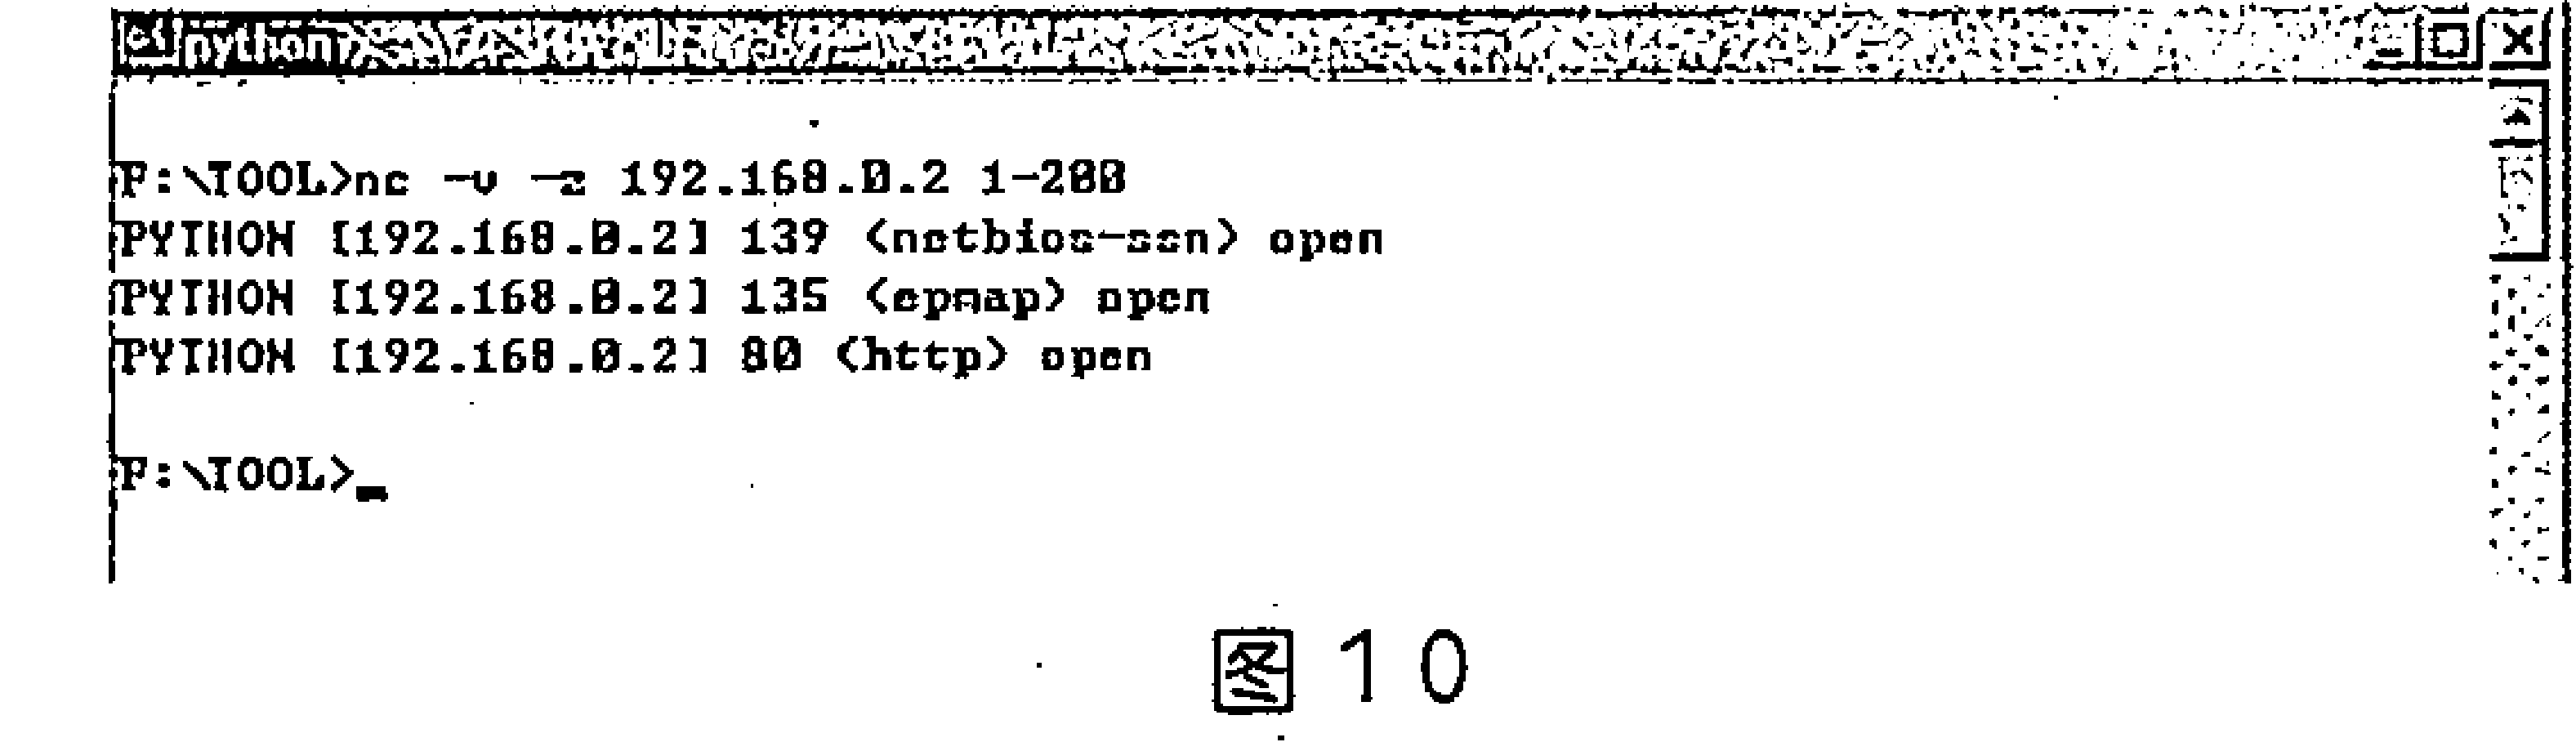 python
F:\TOOL>nc -v -z 192.168.0.2 1-200
PYTHON [192.168.0.2] 139 (netbios-ssn) open
PYTHON [192.168.0.2] 135 (epmap) open
PYTHON [192.168.0.2] 80 (http) open
F:\TOOL>_
图 10